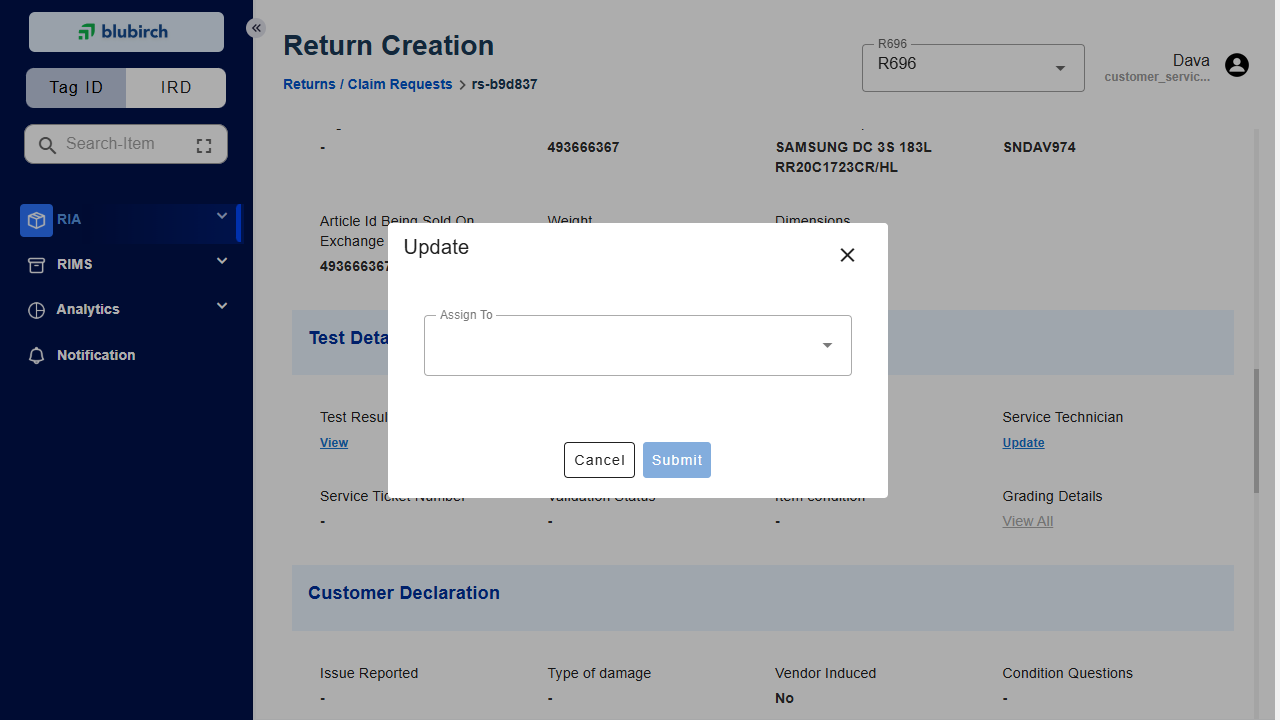 blubirch
Tag ID
IRD
Search-Item
RIA
RIMS
Analytics
Notification
Return Creation
Returns / Claim Requests > rs-b9d837
R696
R696
Dava
customer_servic...
-
493666367
SAMSUNG DC 3S 183L
RR20C1723CR/HL
SNDAV974
Article Id Being Sold On
Exchange
Weight
Dimensions
493666367
Update
Assign To
Cancel
Submit
Test Deta
Test Resul
View
Service Technician
Update
Service Ticket Number
Validation Status
Item condition
Grading Details
-
-
-
View All
Customer Declaration
Issue Reported
Type of damage
Vendor Induced
Condition Questions
-
-
No
-